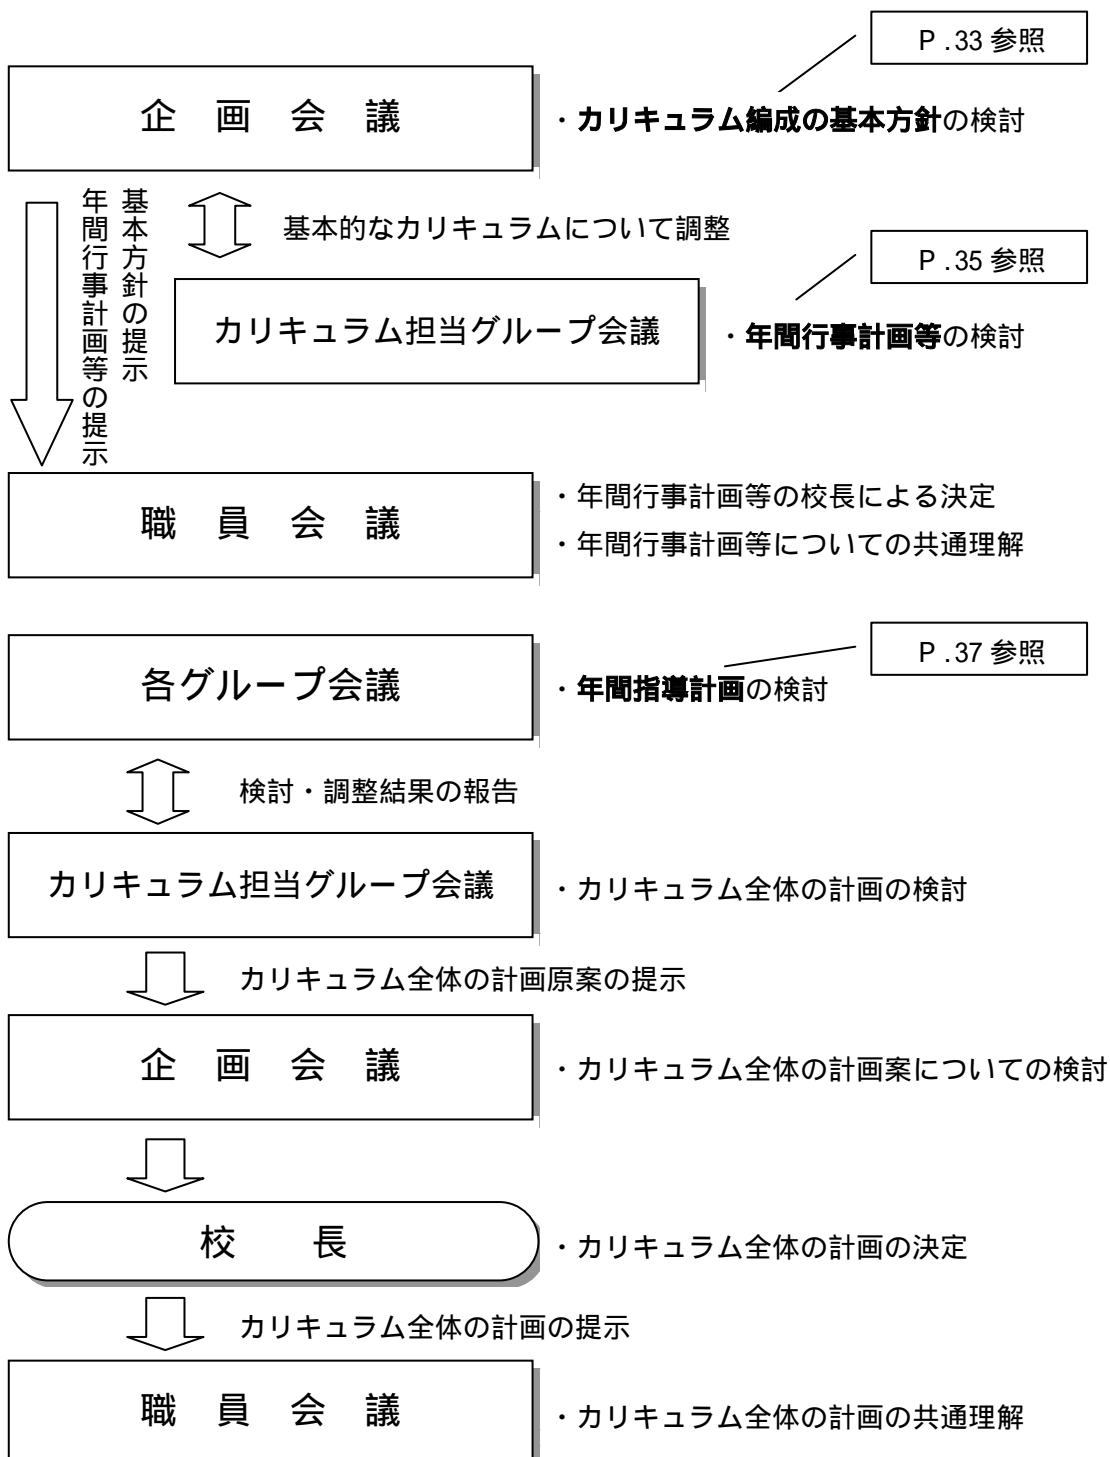 P.33 参照
企　画　会　議
・カリキュラム編成の基本方針の検討
基本方針の提示
年間行事計画等の提示
基本的なカリキュラムについて調整
P.35 参照
カリキュラム担当グループ会議
・年間行事計画等の検討
職　員　会　議
・年間行事計画等の校長による決定
・年間行事計画等についての共通理解
P.37 参照
各グループ会議
・年間指導計画の検討
検討・調整結果の報告
カリキュラム担当グループ会議
・カリキュラム全体の計画の検討
カリキュラム全体の計画原案の提示
企　画　会　議
・カリキュラム全体の計画案についての検討
校　　長
・カリキュラム全体の計画の決定
カリキュラム全体の計画の提示
職　員　会　議
・カリキュラム全体の計画の共通理解